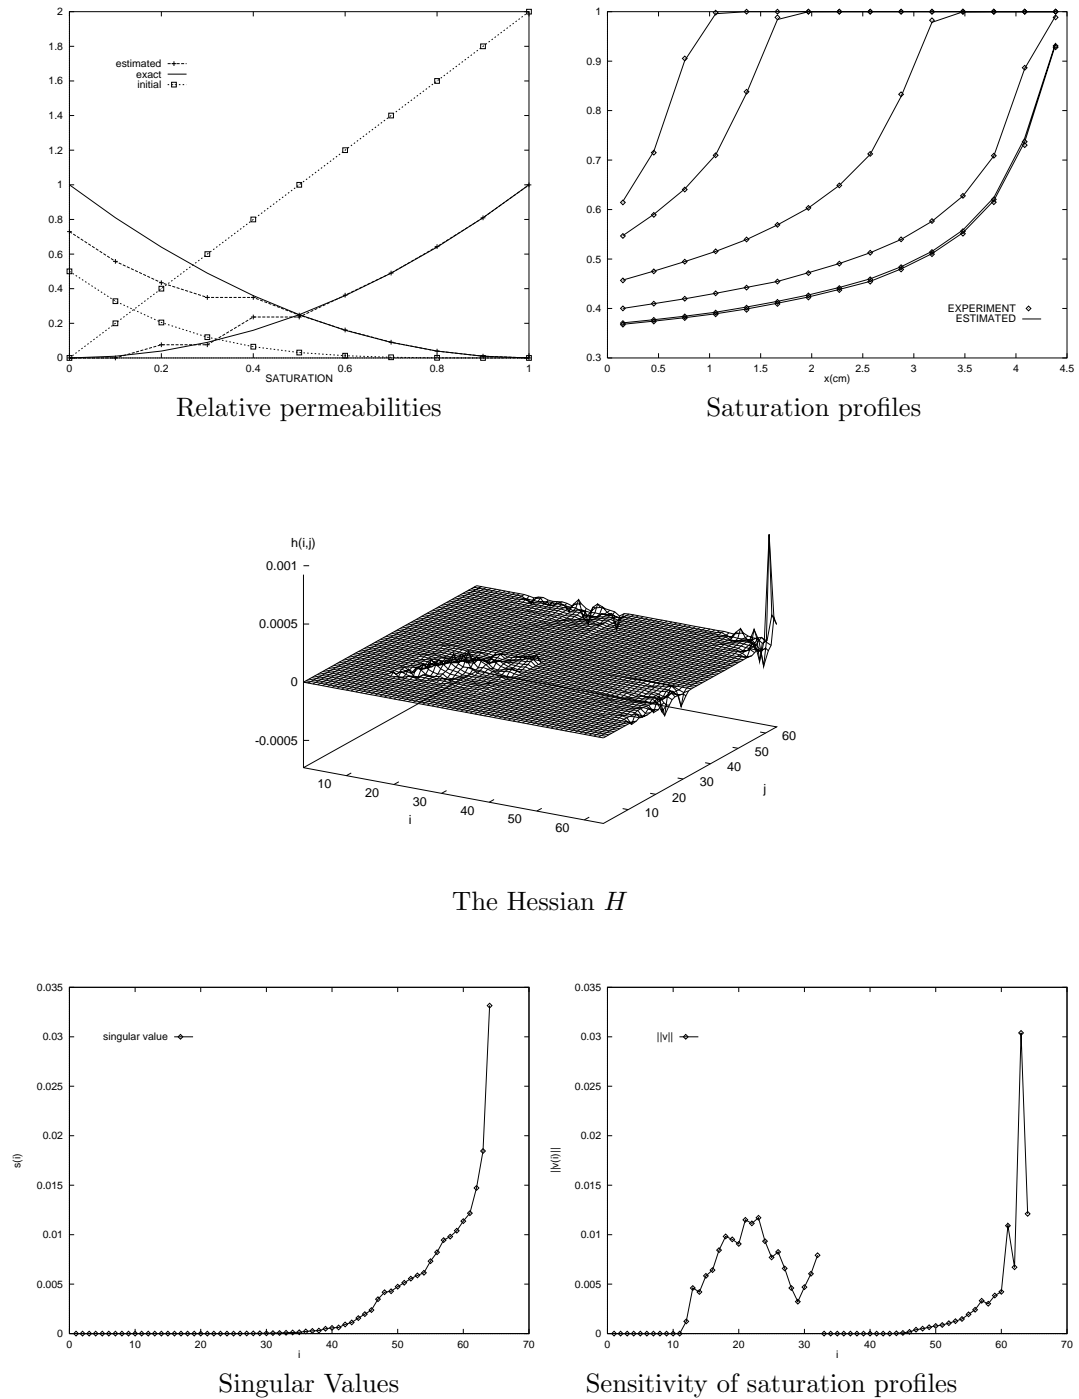 2
1.8
1.6
1.4
1.2
1
0.8
0.6
0.4
0.2
0
estimated
exact
initial
0 0.2 0.4 0.6 0.8 1
SATURATION
Relative permeabilities
1
0.9
0.8
0.7
0.6
0.5
0.4
0.3
EXPERIMENT
ESTIMATED
0 0.5 1 1.5 2 2.5 3 3.5 4 4.5
x(cm)
Saturation profiles
h(i,j)
0.001
0.0005
0
-0.0005
10 20 30 40 50 60
i
10 20 30 40 50 60
j
The Hessian H
0.035
0.03
0.025
0.02
0.015
0.01
0.005
0
s(i)
singular value
0 10 20 30 40 50 60 70
i
Singular Values
0.035
0.03
0.025
0.02
0.015
0.01
0.005
0
||v(i)||
||v||
0 10 20 30 40 50 60 70
i
Sensitivity of saturation profiles